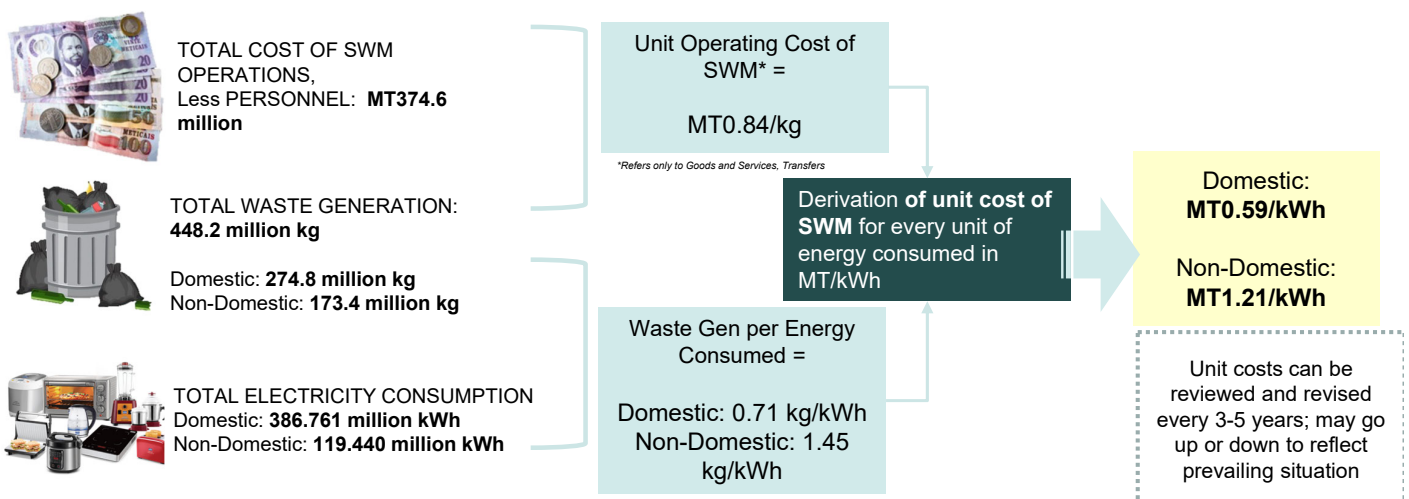 TOTAL COST OF SWM
OPERATIONS,
Less PERSONNEL: MT374.6
million
TOTAL WASTE GENERATION:
448.2 million kg
Domestic: 274.8 million kg
Non-Domestic: 173.4 million kg
TOTAL ELECTRICITY CONSUMPTION
Domestic: 386.761 million kWh
Non-Domestic: 119.440 million kWh
Unit Operating Cost of
SWM* =
MT0.84/kg
*Refers only to Goods and Services, Transfers
Waste Gen per Energy
Consumed =
Domestic: 0.71 kg/kWh
Non-Domestic: 1.45
kg/kWh
Derivation of unit cost of
SWM for every unit of
energy consumed in
MT/kWh
Domestic:
MT0.59/kWh
Non-Domestic:
MT1.21/kWh
Unit costs can be
reviewed and revised
every 3-5 years; may go
up or down to reflect
prevailing situation